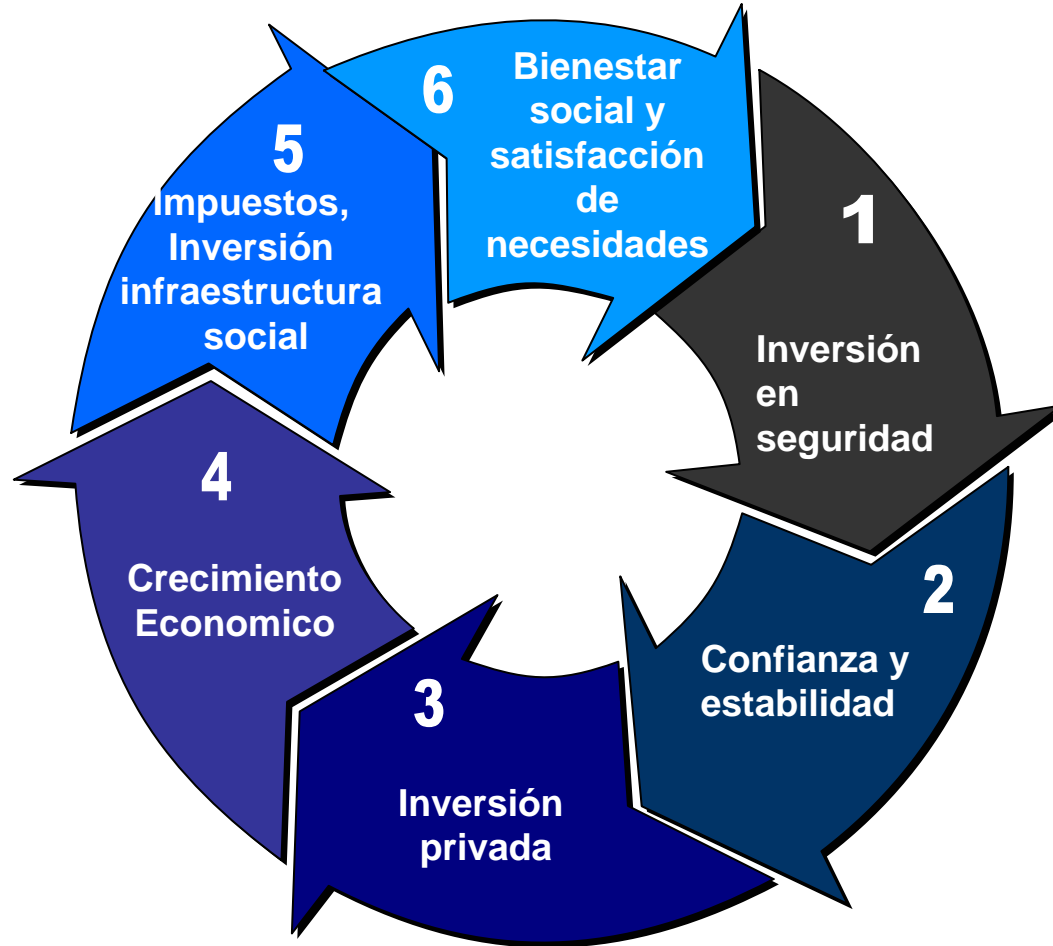 1
Inversión
en
seguridad
2
Confianza y
estabilidad
3
Inversión
privada
4
Crecimiento
Economico
5
Impuestos,
Inversión
infraestructura
social
6
Bienestar
social y
satisfacción
de
necesidades